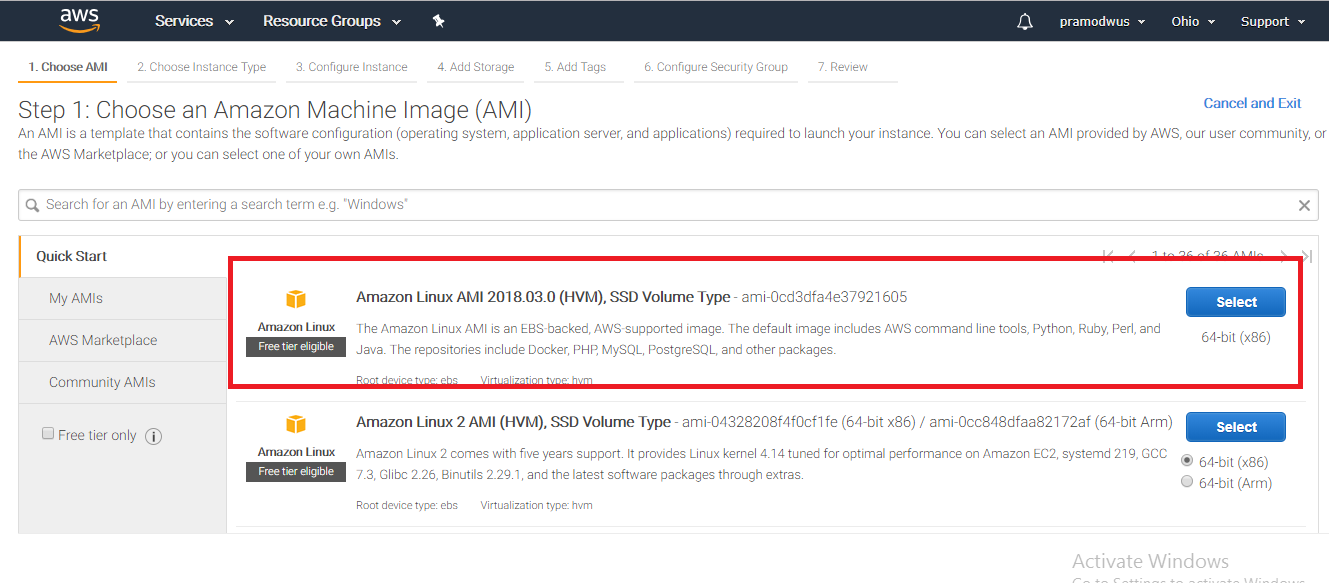 aws Services Resource Groups pramodwus Ohio Support
1. Choose AMI 2. Choose Instance Type 3. Configure Instance 4. Add Storage 5. Add Tags 6. Configure Security Group 7. Review
Step 1: Choose an Amazon Machine Image (AMI)
Cancel and Exit
An AMI is a template that contains the software configuration (operating system, application server, and applications) required to launch your instance. You can select an AMI provided by AWS, our user community, or
the AWS Marketplace; or you can select one of your own AMIs.
Search for an AMI by entering a search term e.g. "Windows"
Quick Start
My AMIs
AWS Marketplace
Community AMIs
Free tier only
1 to 36 of 36 AMIs
Amazon Linux
Free tier eligible
Amazon Linux AMI 2018.03.0 (HVM), SSD Volume Type - ami-0cd3dfa4e37921605
The Amazon Linux AMI is an EBS-backed, AWS-supported image. The default image includes AWS command line tools, Python, Ruby, Perl, and
Java. The repositories include Docker, PHP, MySQL, PostgreSQL, and other packages.
Root device type: ebs Virtualization type: hvm
Select
64-bit (x86)
Amazon Linux
Free tier eligible
Amazon Linux 2 AMI (HVM), SSD Volume Type - ami-04328208f4f0cf1fe (64-bit x86) / ami-0cc848dfaa82172af (64-bit Arm)
Amazon Linux 2 comes with five years support. It provides Linux kernel 4.14 tuned for optimal performance on Amazon EC2, systemd 219, GCC
7.3, Glibc 2.26, Binutils 2.29.1, and the latest software packages through extras.
Root device type: ebs Virtualization type: hvm
Select
64-bit (x86)
64-bit (Arm)
Activate Windows
Go to Settings to activate Windows.